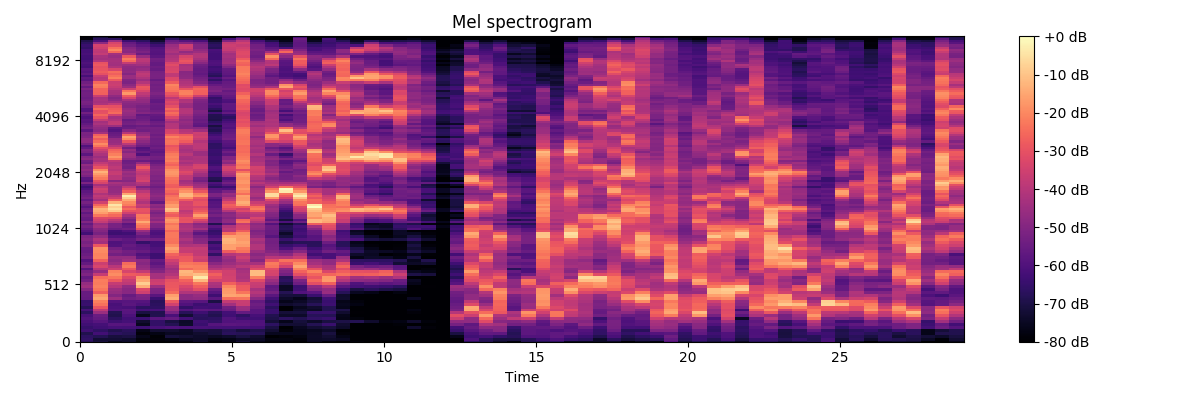 Mel spectrogram
+0 dB
-10 dB
-20 dB
-30 dB
-40 dB
-50 dB
-60 dB
-70 dB
-80 dB
8192
4096
2048
1024
512
0
Hz
0 5 10 15 20 25
Time